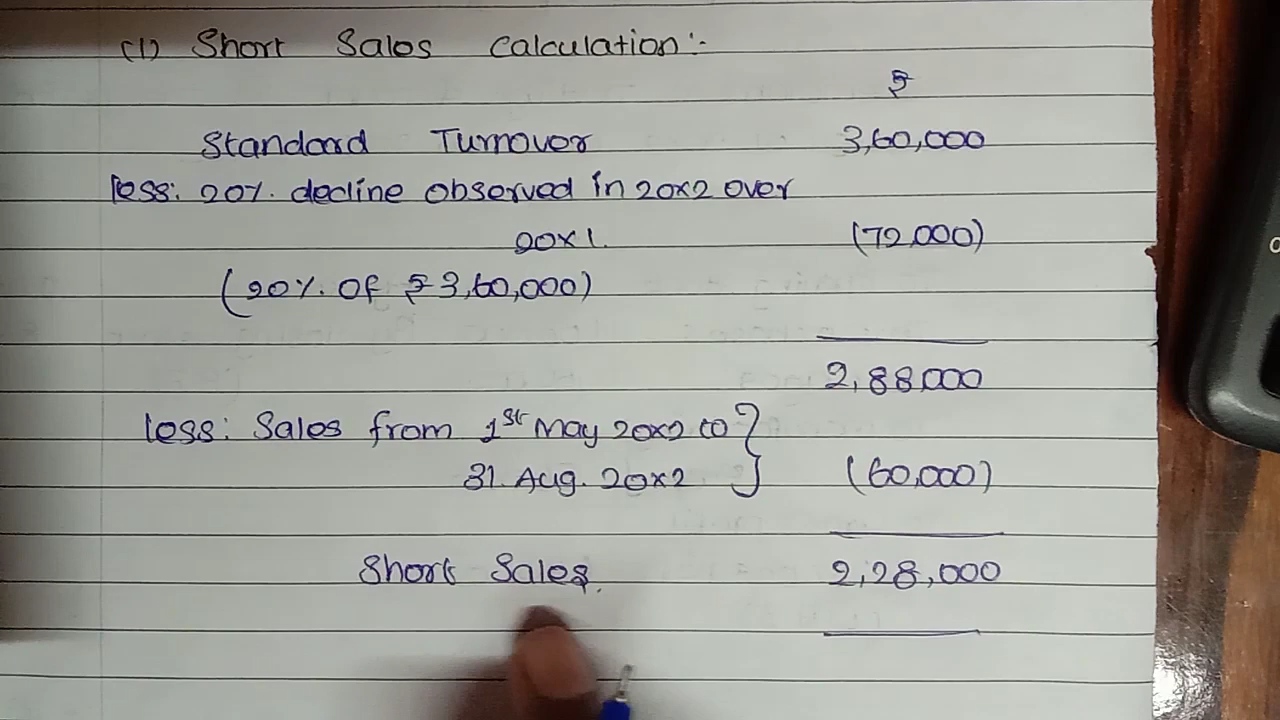 (1) Short Sales Calculation:-
₹
Standard Turnover 3,60,000
less: 20%. decline observed in 20x2 over
20x1. (72,000)
(20%. of ₹ 3,60,000)
2,88,000
less: Sales from 1st May 20x2 to
31. Aug. 20x2 (60,000)
Short Sales. 2,28,000